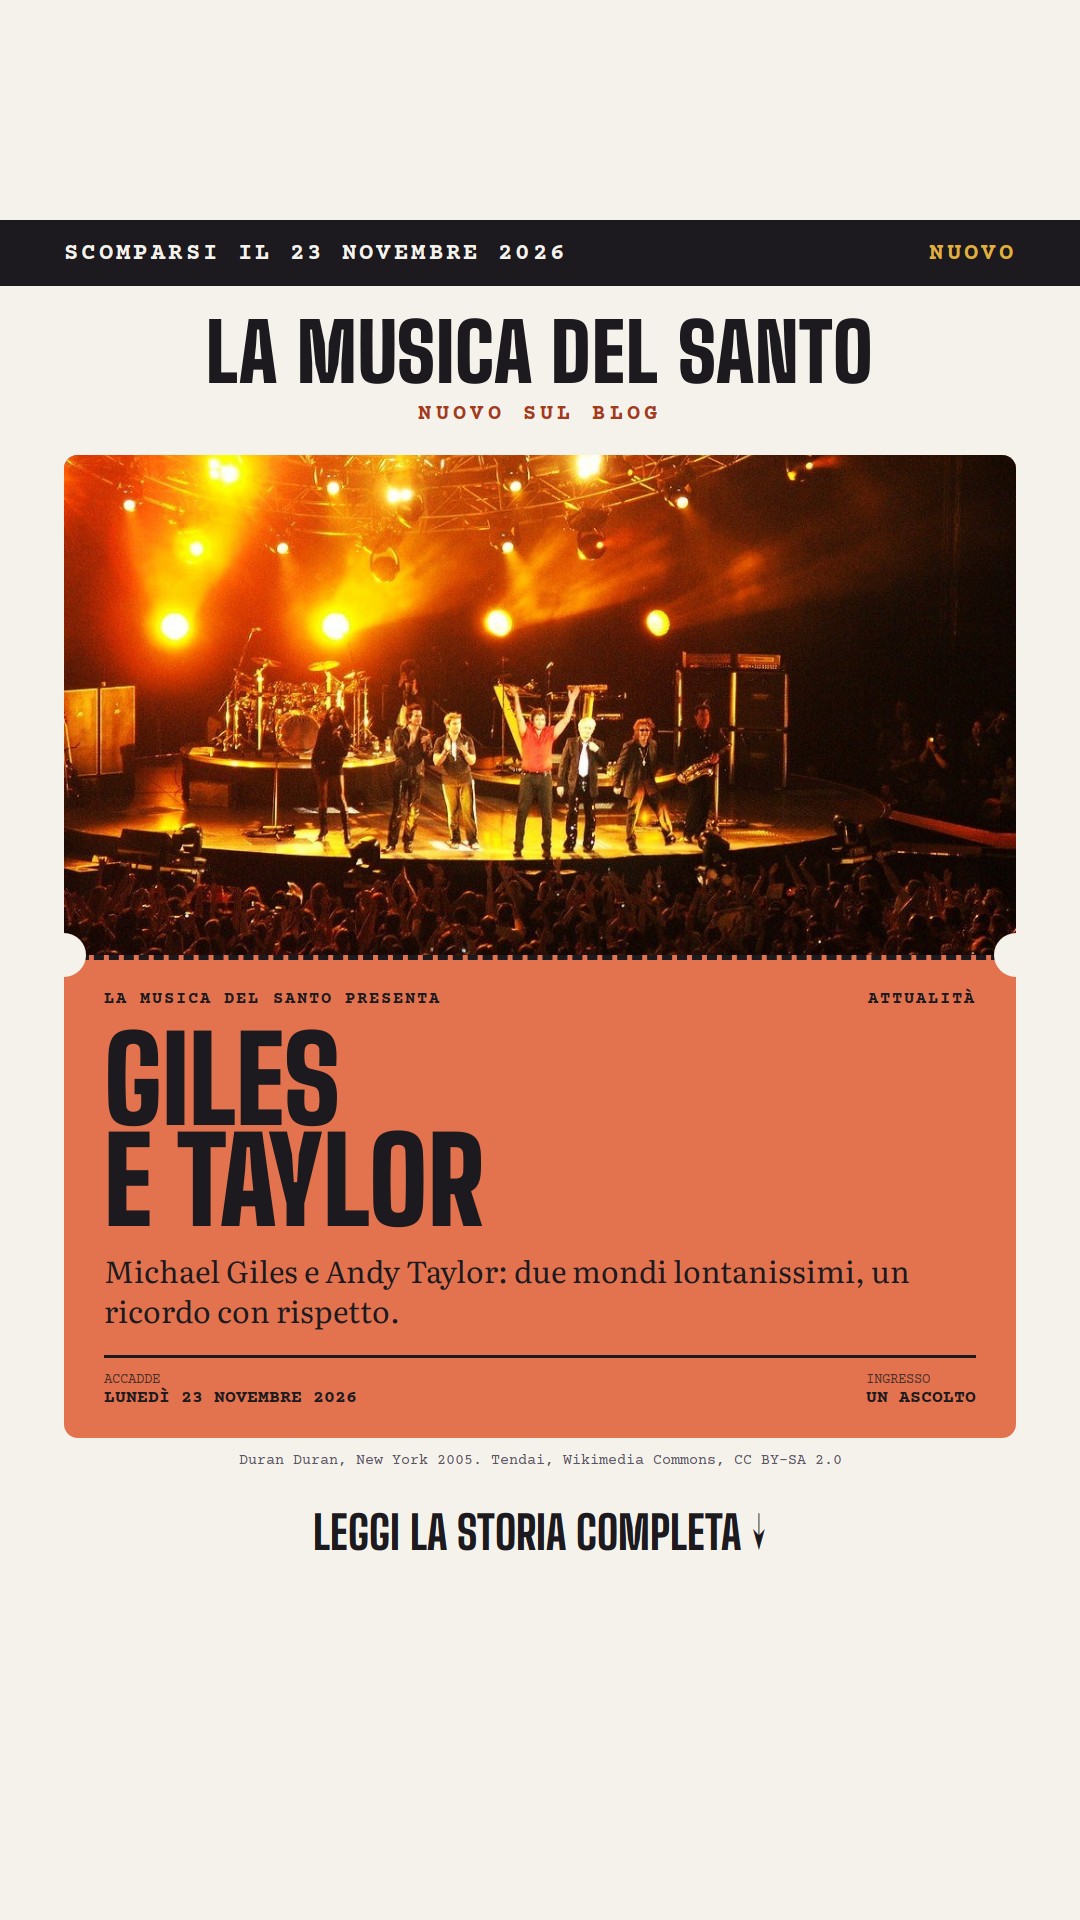 SCOMPARSI IL 23 NOVEMBRE 2026
NUOVO
LA MUSICA DEL SANTO
NUOVO SUL BLOG
LA MUSICA DEL SANTO PRESENTA
ATTUALITÀ
GILES
E TAYLOR
Michael Giles e Andy Taylor: due mondi lontanissimi, un
ricordo con rispetto.
ACCADDE
INGRESSO
LUNEDÌ 23 NOVEMBRE 2026
UN ASCOLTO
Duran Duran, New York 2005. Tendai, Wikimedia Commons, CC BY-SA 2.0
LEGGI LA STORIA COMPLETA ↓